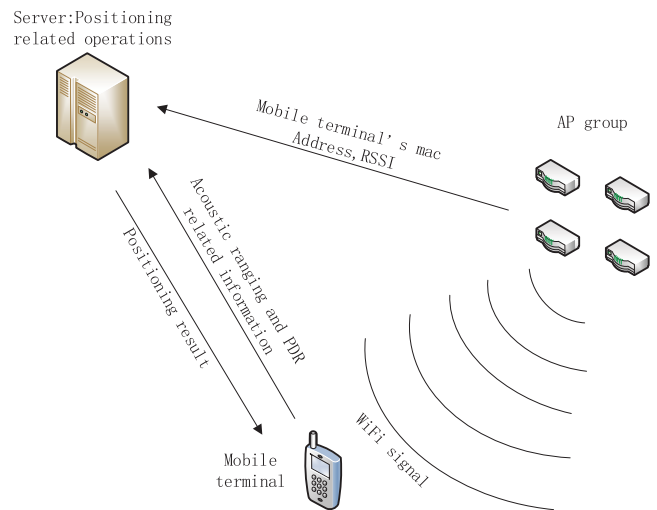 Server:Positioning
related operations
Mobile terminal's mac
Address,RSSI
AP group
Acoustic ranging and PDR
related information
Positioning result
WiFi signal
Mobile
terminal